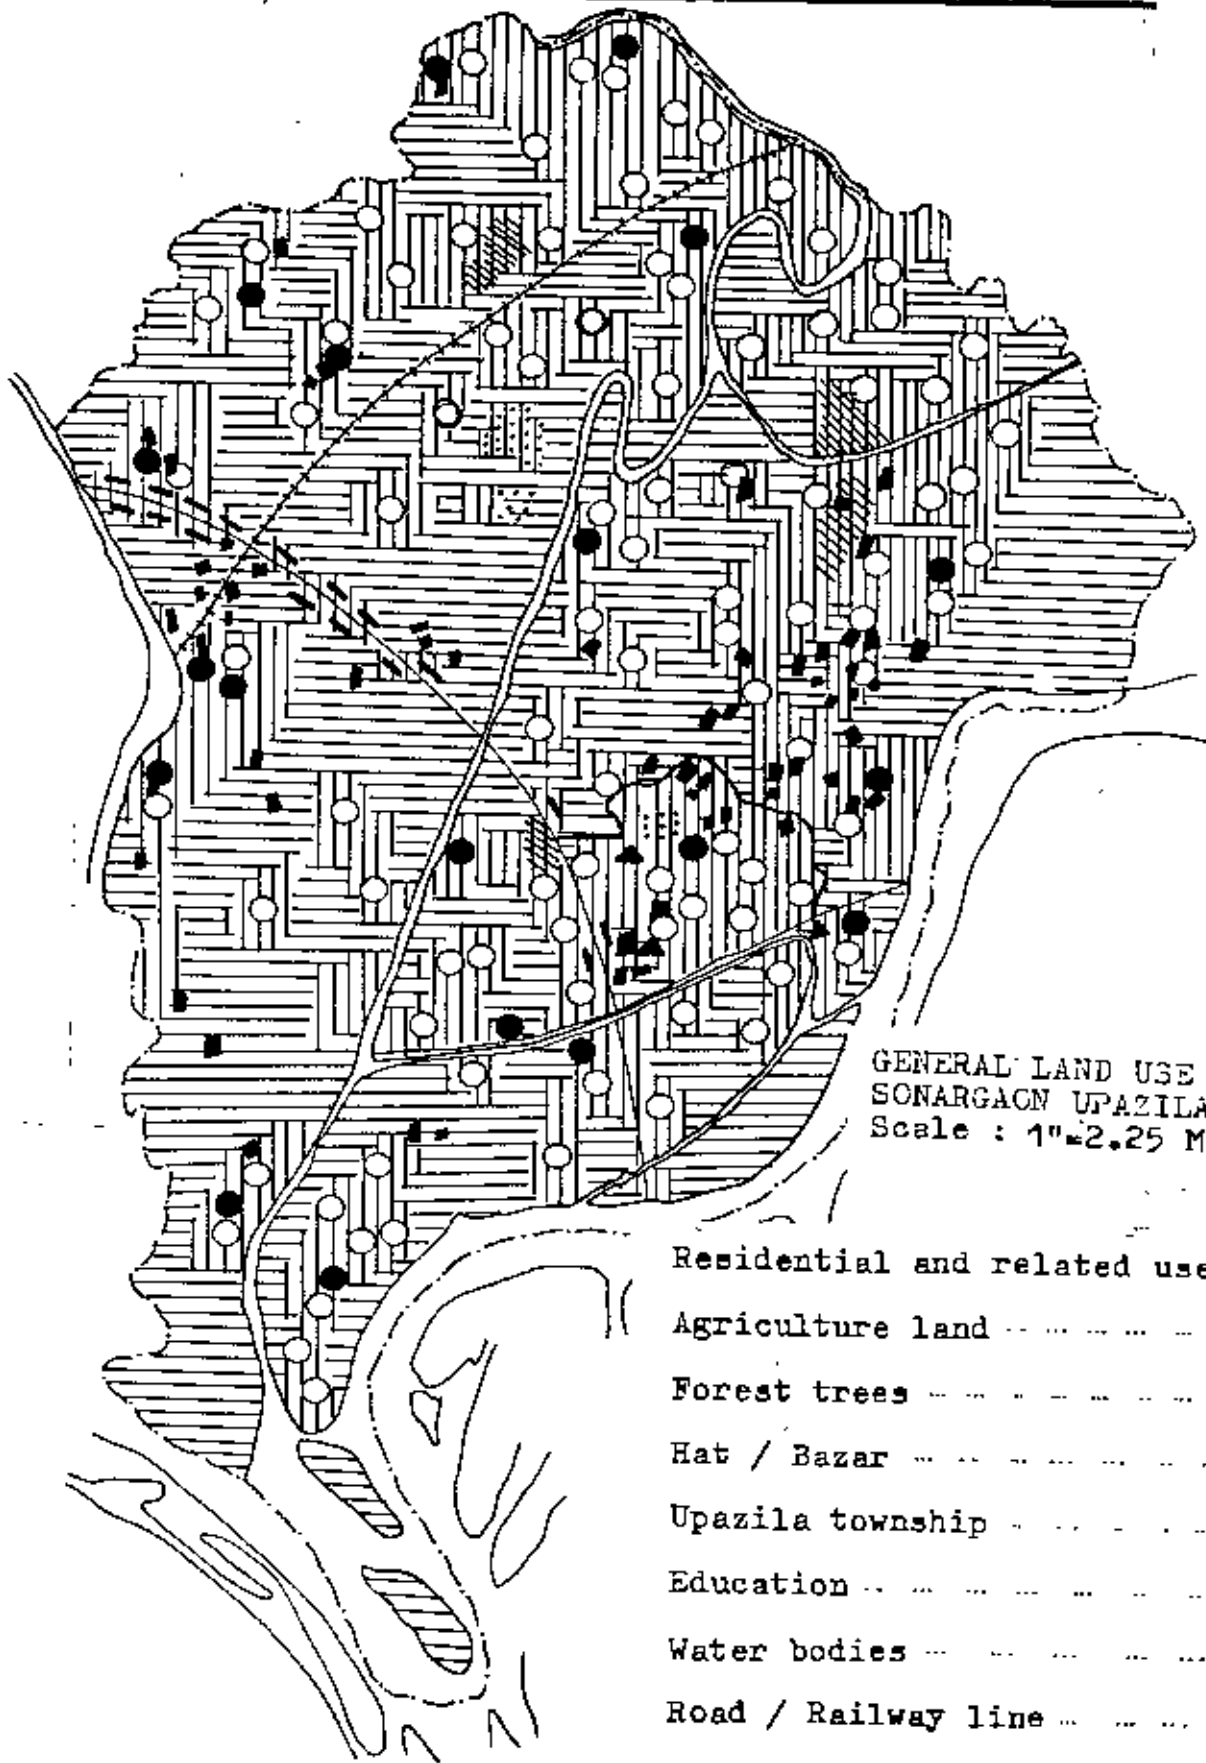 GENERAL LAND USE
SONARGAON UPAZILA
Scale : 1"=2.25 M
Residential and related use
Agriculture land
Forest trees
Hat / Bazar
Upazila township
Education
Water bodies
Road / Railway line